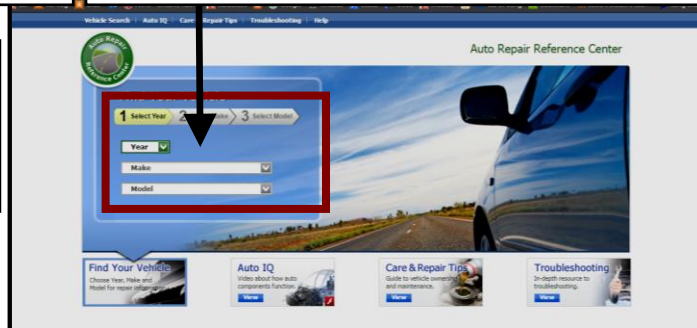 Vehicle Search | Auto IQ | Care Repair Tips | Troubleshooting | Help
Auto Repair
Reference Center
Auto Repair Reference Center
1 Select Year 2 3 Select Model
Year
Make
Model
Find Your Vehicle
Choose Year, Make and
Model for repair
Auto IQ
Video about how auto
components function.
View
Care & Repair Tips
Guide to vehicle ownership
and maintenance.
View
Troubleshooting
In-depth resource to
troubleshooting.
View